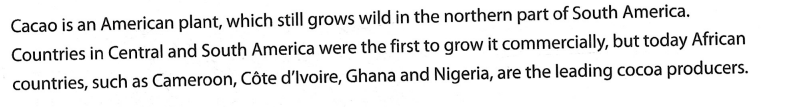 Cacao is an American plant, which still grows wild in the northern part of South America.
Countries in Central and South America were the first to grow it commercially, but today African
countries, such as Cameroon, Côte d'Ivoire, Ghana and Nigeria, are the leading cocoa producers.